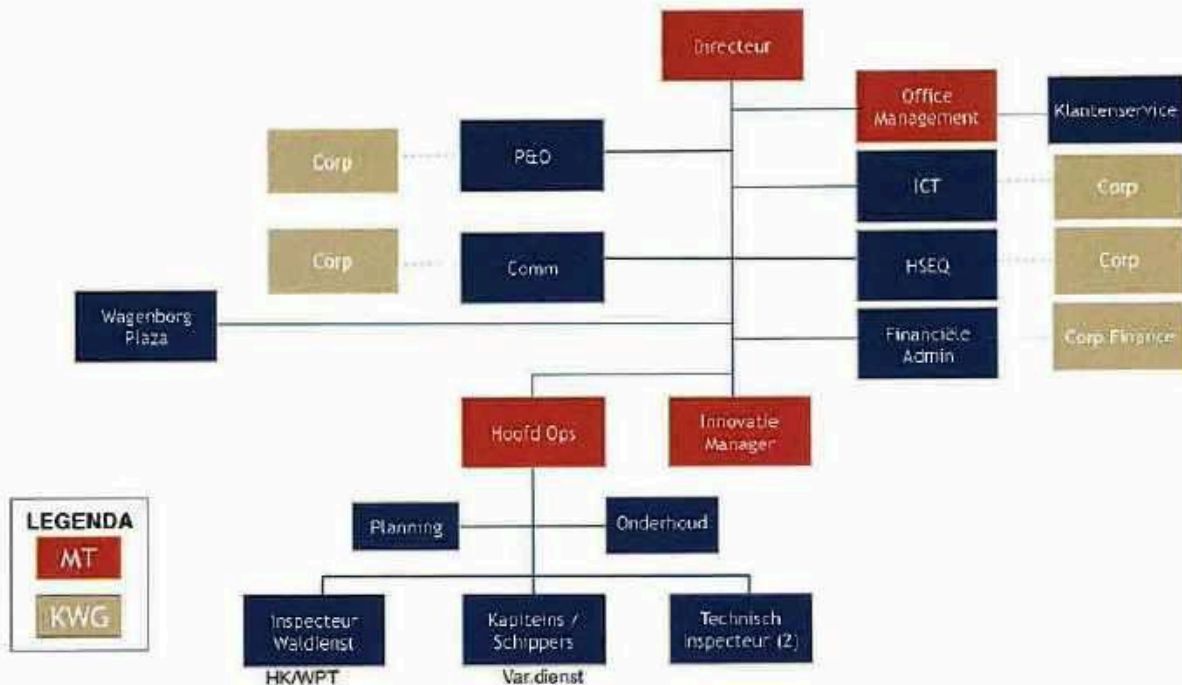 Directeur
Office
Management
Klantenservice
Corp
P&O
ICT
Corp
Corp
Comm
HSEQ
Corp
Wagenborg
Plaza
Financiële
Admin
Corp Finance
Hoofd Ops
Innovatie
Manager
LEGENDA
MT
KWG
Planning
Onderhoud
Inspecteur
Waldienst
Kapiteins /
Schippers
Technisch
Inspecteur (2)
HK/WPT
Var.dienst